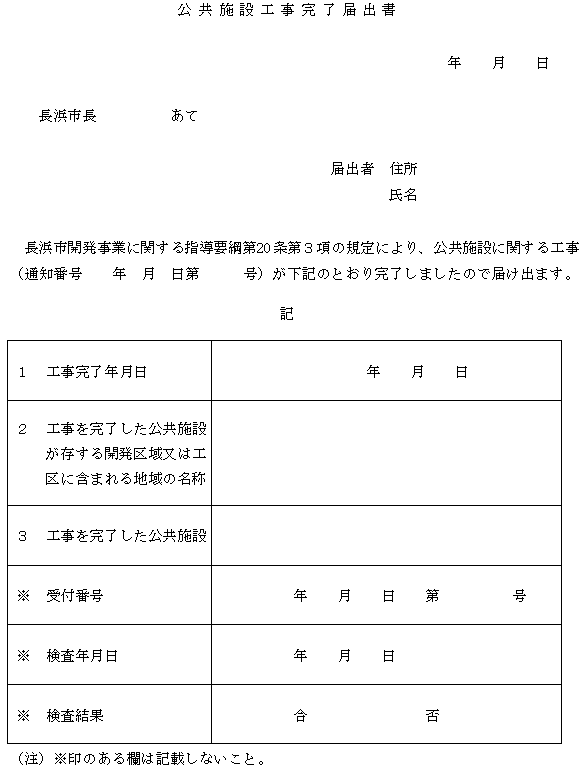 公共施設工事完了届出書
年　　月　　日
長浜市長　　　　　あて
届出者　住所
氏名
長浜市開発事業に関する指導要綱第20条第3項の規定により、公共施設に関する工事
（通知番号　　年　月　日第　　　号）が下記のとおり完了しましたので届け出ます。
記
1　工事完了年月日　　　年　　月　　日
2　工事を完了した公共施設
が存する開発区域又は工
区に含まれる地域の名称
3　工事を完了した公共施設
※　受付番号　　　年　　月　　日　　第　　　　　号
※　検査年月日　　　年　　月　　日
※　検査結果　　　合　　　　　　　　否
（注）※印のある欄は記載しないこと。